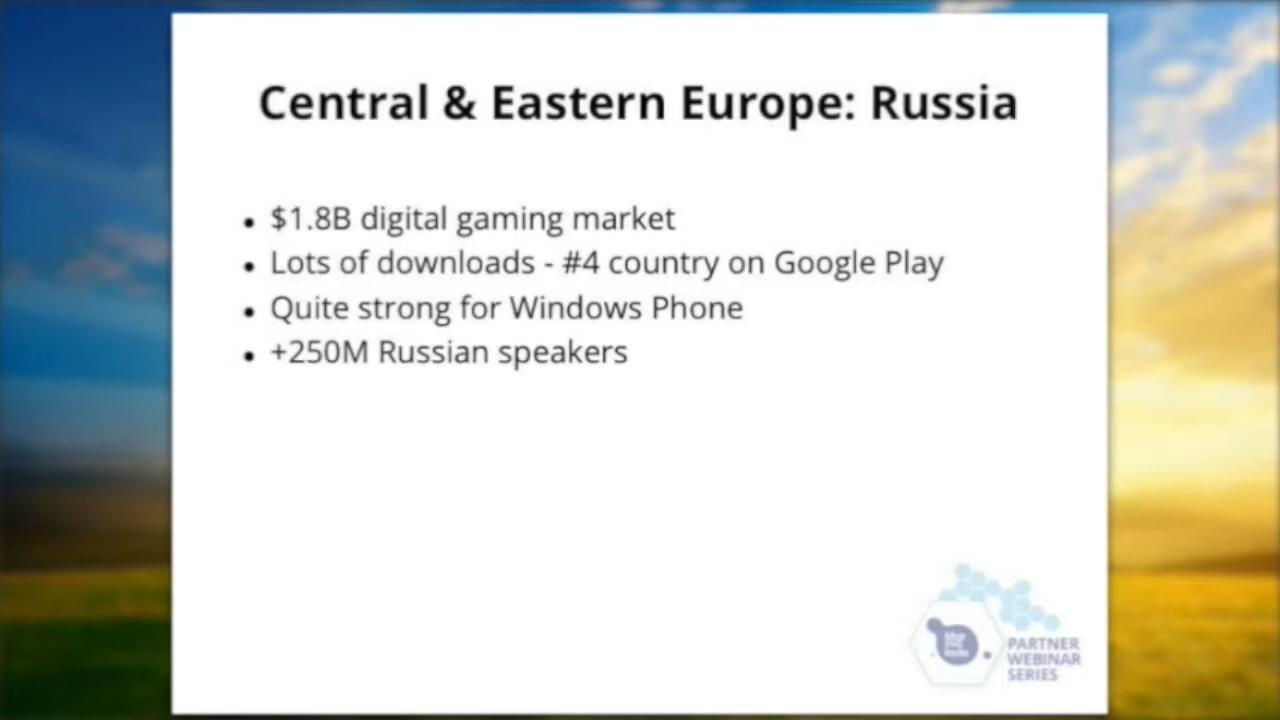 Central & Eastern Europe: Russia
• $1.8B digital gaming market
• Lots of downloads - #4 country on Google Play
• Quite strong for Windows Phone
• +250M Russian speakers
PARTNER
WEBINAR
SERIES